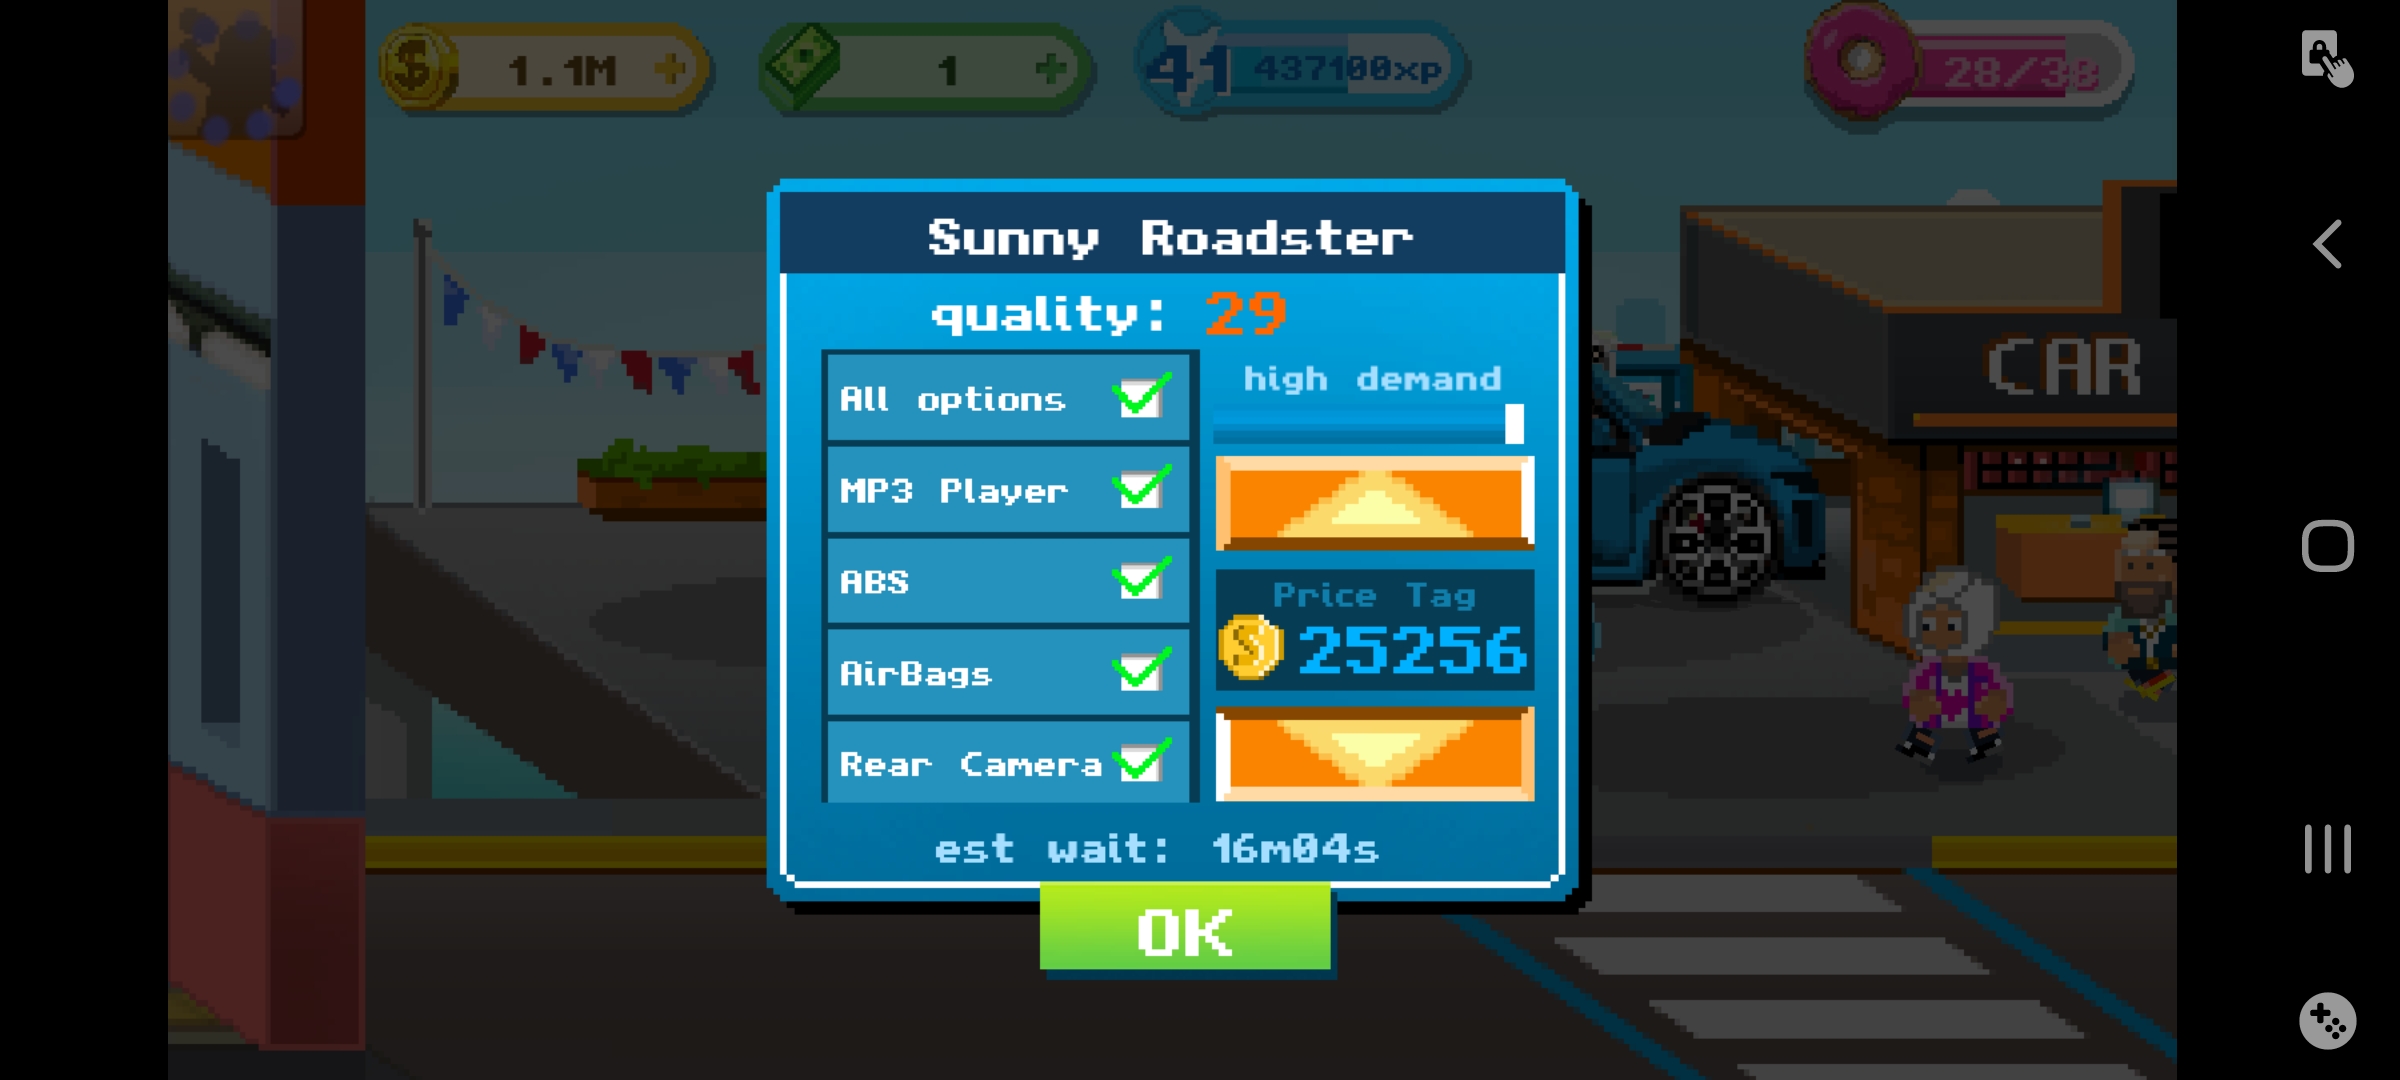 1.1M
1
41 437100xp
28/38
Sunny Roadster
quality: 29
All options
MP3 Player
ABS
AirBags
Rear Camera
high demand
Price Tag
25256
est wait: 16m04s
OK
CAR